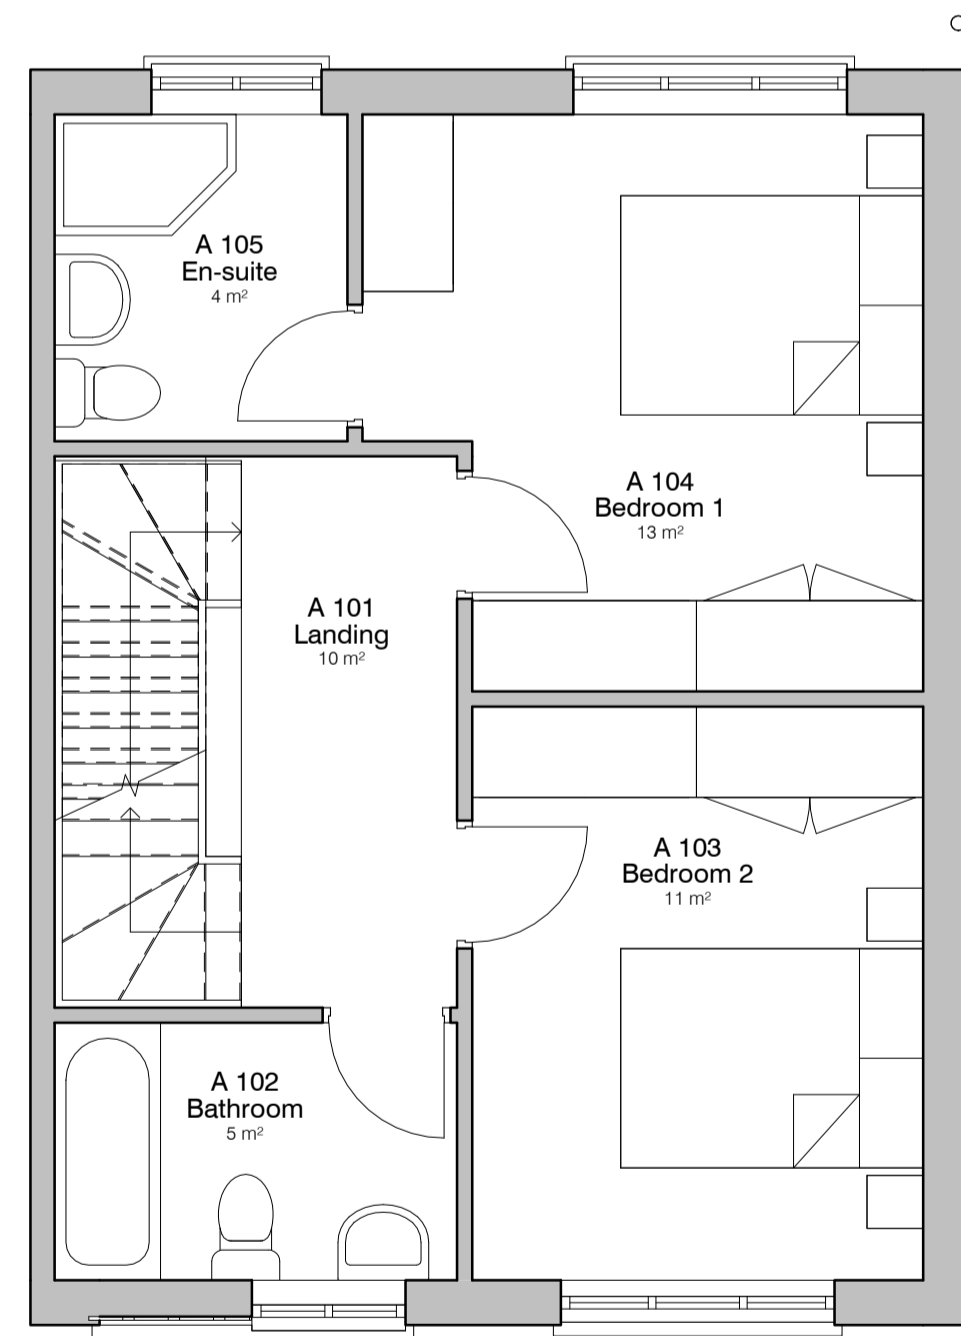 A 105
En-suite
4 m²
A 104
Bedroom 1
13 m²
A 101
Landing
10 m²
A 103
Bedroom 2
11 m²
A 102
Bathroom
5 m²